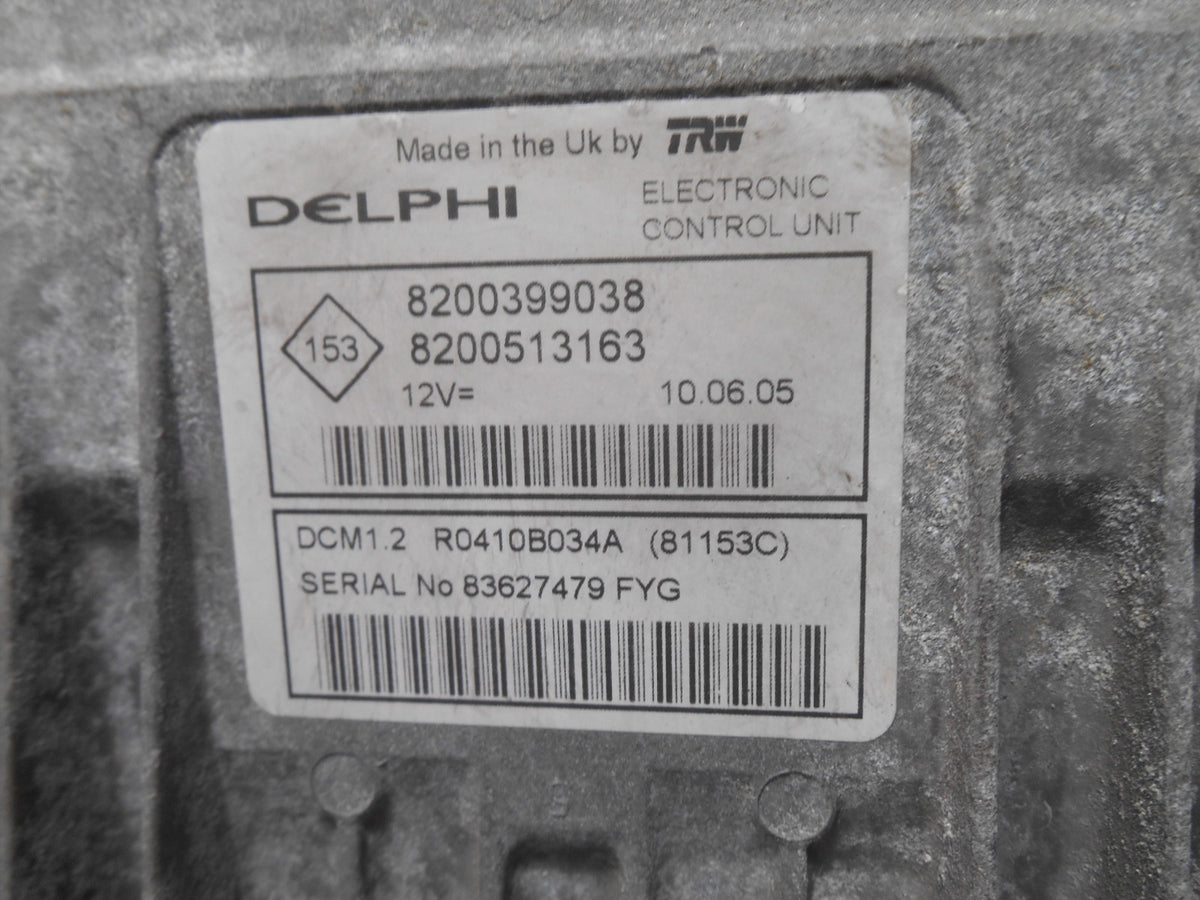 Made in the Uk by TRW
DELPHI
ELECTRONIC
CONTROL UNIT
8200399038
153
8200513163
12V= 10.06.05
DCM1.2 R0410B034A (81153C)
SERIAL No 83627479 FYG